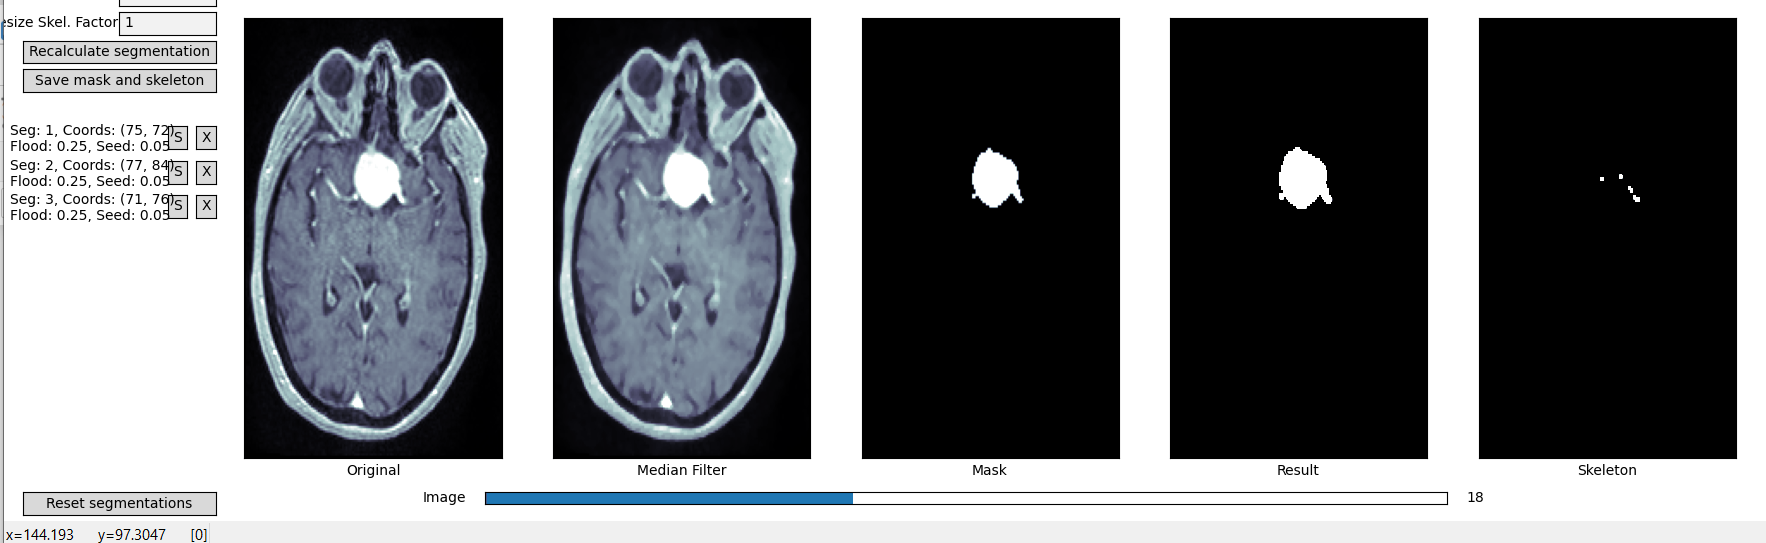 esize Skel. Factor 1
Recalculate segmentation
Save mask and skeleton
Seg: 1, Coords: (75, 72)
Flood: 0.25, Seed: 0.05
S X
Seg: 2, Coords: (77, 84)
Flood: 0.25, Seed: 0.05
S X
Seg: 3, Coords: (71, 76)
Flood: 0.25, Seed: 0.05
S X
Original
Median Filter
Mask
Result
Skeleton
Reset segmentations
Image
18
x=144.193 y=97.3047 [0]